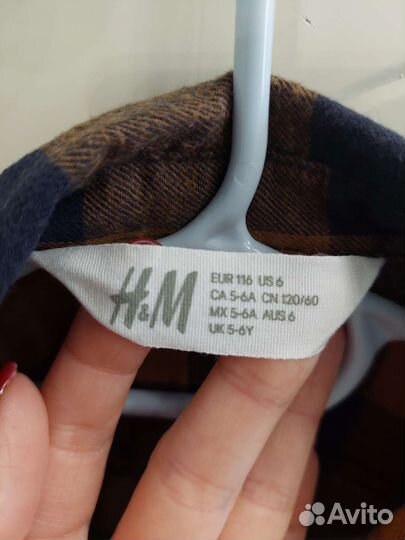 H&M
EUR 116 US 6
CA 5-6A CN 120/60
MX 5-6A AUS 6
UK 5-6Y
Avito